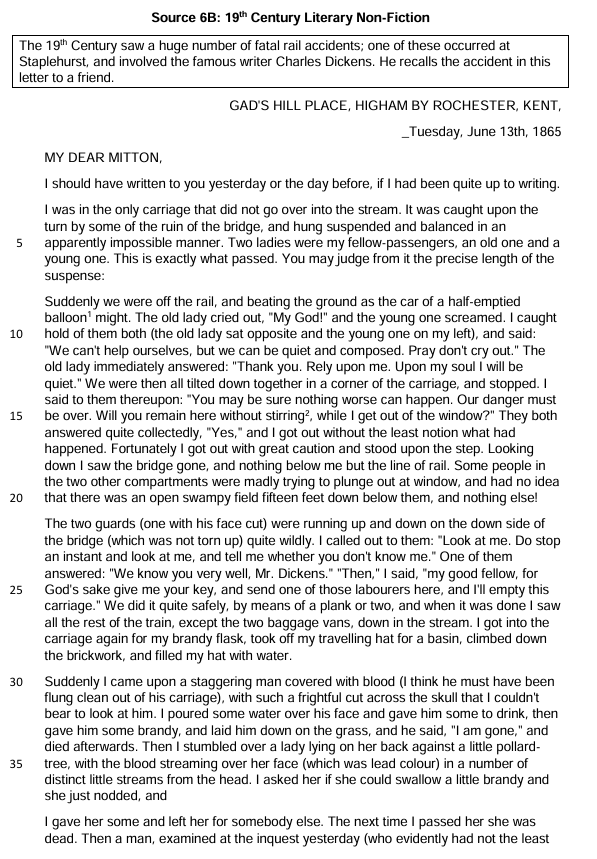 Source 6B: 19th Century Literary Non-Fiction
The 19th Century saw a huge number of fatal rail accidents; one of these occurred at
Staplehurst, and involved the famous writer Charles Dickens. He recalls the accident in this
letter to a friend.
GAD'S HILL PLACE, HIGHAM BY ROCHESTER, KENT,
_Tuesday, June 13th, 1865
MY DEAR MITTON,
I should have written to you yesterday or the day before, if I had been quite up to writing.
I was in the only carriage that did not go over into the stream. It was caught upon the
turn by some of the ruin of the bridge, and hung suspended and balanced in an
5 apparently impossible manner. Two ladies were my fellow-passengers, an old one and a
young one. This is exactly what passed. You may judge from it the precise length of the
suspense:
Suddenly we were off the rail, and beating the ground as the car of a half-emptied
balloon1 might. The old lady cried out, "My God!" and the young one screamed. I caught
10 hold of them both (the old lady sat opposite and the young one on my left), and said:
"We can't help ourselves, but we can be quiet and composed. Pray don't cry out." The
old lady immediately answered: "Thank you. Rely upon me. Upon my soul I will be
quiet." We were then all tilted down together in a corner of the carriage, and stopped. I
said to them thereupon: "You may be sure nothing worse can happen. Our danger must
15 be over. Will you remain here without stirring2, while I get out of the window?" They both
answered quite collectedly, "Yes," and I got out without the least notion what had
happened. Fortunately I got out with great caution and stood upon the step. Looking
down I saw the bridge gone, and nothing below me but the line of rail. Some people in
the two other compartments were madly trying to plunge out at window, and had no idea
20 that there was an open swampy field fifteen feet down below them, and nothing else!
The two guards (one with his face cut) were running up and down on the down side of
the bridge (which was not torn up) quite wildly. I called out to them: "Look at me. Do stop
an instant and look at me, and tell me whether you don't know me." One of them
answered: "We know you very well, Mr. Dickens." "Then," I said, "my good fellow, for
25 God's sake give me your key, and send one of those labourers here, and I'll empty this
carriage." We did it quite safely, by means of a plank or two, and when it was done I saw
all the rest of the train, except the two baggage vans, down in the stream. I got into the
carriage again for my brandy flask, took off my travelling hat for a basin, climbed down
the brickwork, and filled my hat with water.
30 Suddenly I came upon a staggering man covered with blood (I think he must have been
flung clean out of his carriage), with such a frightful cut across the skull that I couldn't
bear to look at him. I poured some water over his face and gave him some to drink, then
gave him some brandy, and laid him down on the grass, and he said, "I am gone," and
died afterwards. Then I stumbled over a lady lying on her back against a little pollard-
35 tree, with the blood streaming over her face (which was lead colour) in a number of
distinct little streams from the head. I asked her if she could swallow a little brandy and
she just nodded, and
I gave her some and left her for somebody else. The next time I passed her she was
dead. Then a man, examined at the inquest yesterday (who evidently had not the least